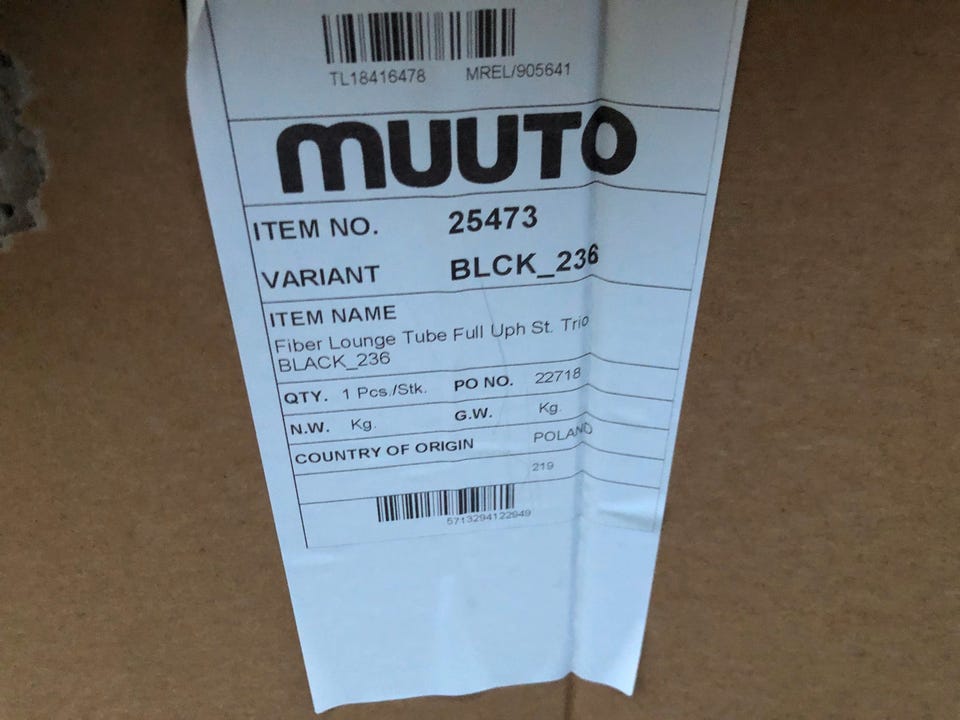 TL18416478 MREL/905641
muuto
ITEM NO. 25473
VARIANT BLCK_236
ITEM NAME
Fiber Lounge Tube Full Uph St. Trio
BLACK_236
QTY. 1 Pcs./Stk. PO NO. 22718
N.W. Kg. G.W. Kg.
COUNTRY OF ORIGIN POLAND
219
5713294122949